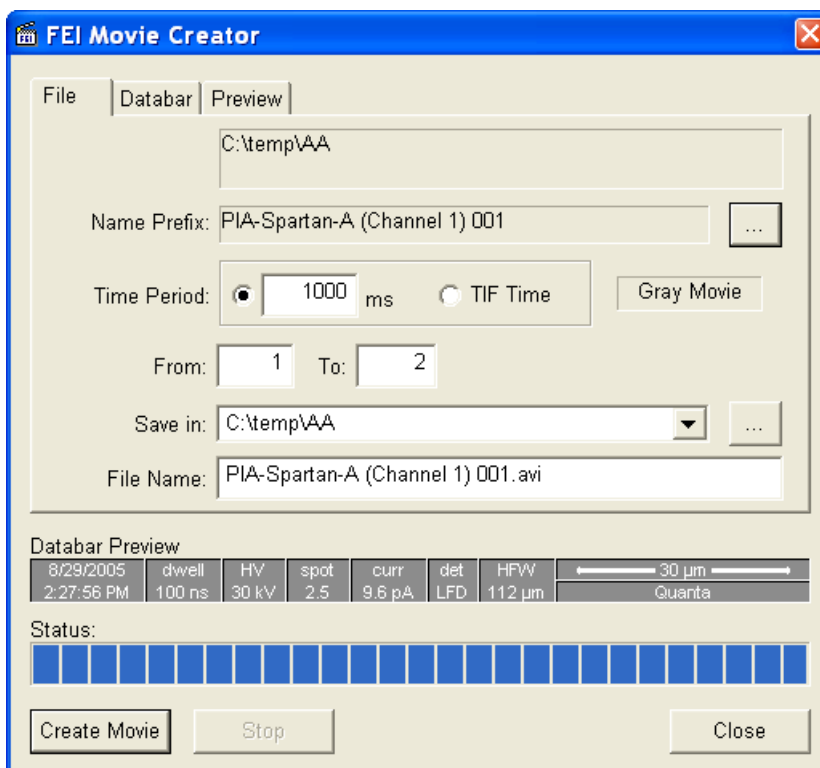 FEI Movie Creator
File Databar Preview
C:\temp\AA
Name Prefix: PIA-Spartan-A (Channel 1) 001 ...
Time Period: 1000 ms TIF Time Gray Movie
From: 1 To: 2
Save in: C:\temp\AA ...
File Name: PIA-Spartan-A (Channel 1) 001.avi
Databar Preview
8/29/2005 dwell HV spot curr det HFW 30 µm
2:27:56 PM 100 ns 30 kV 2.5 9.6 pA LFD 112 µm Quanta
Status:
Create Movie Stop Close